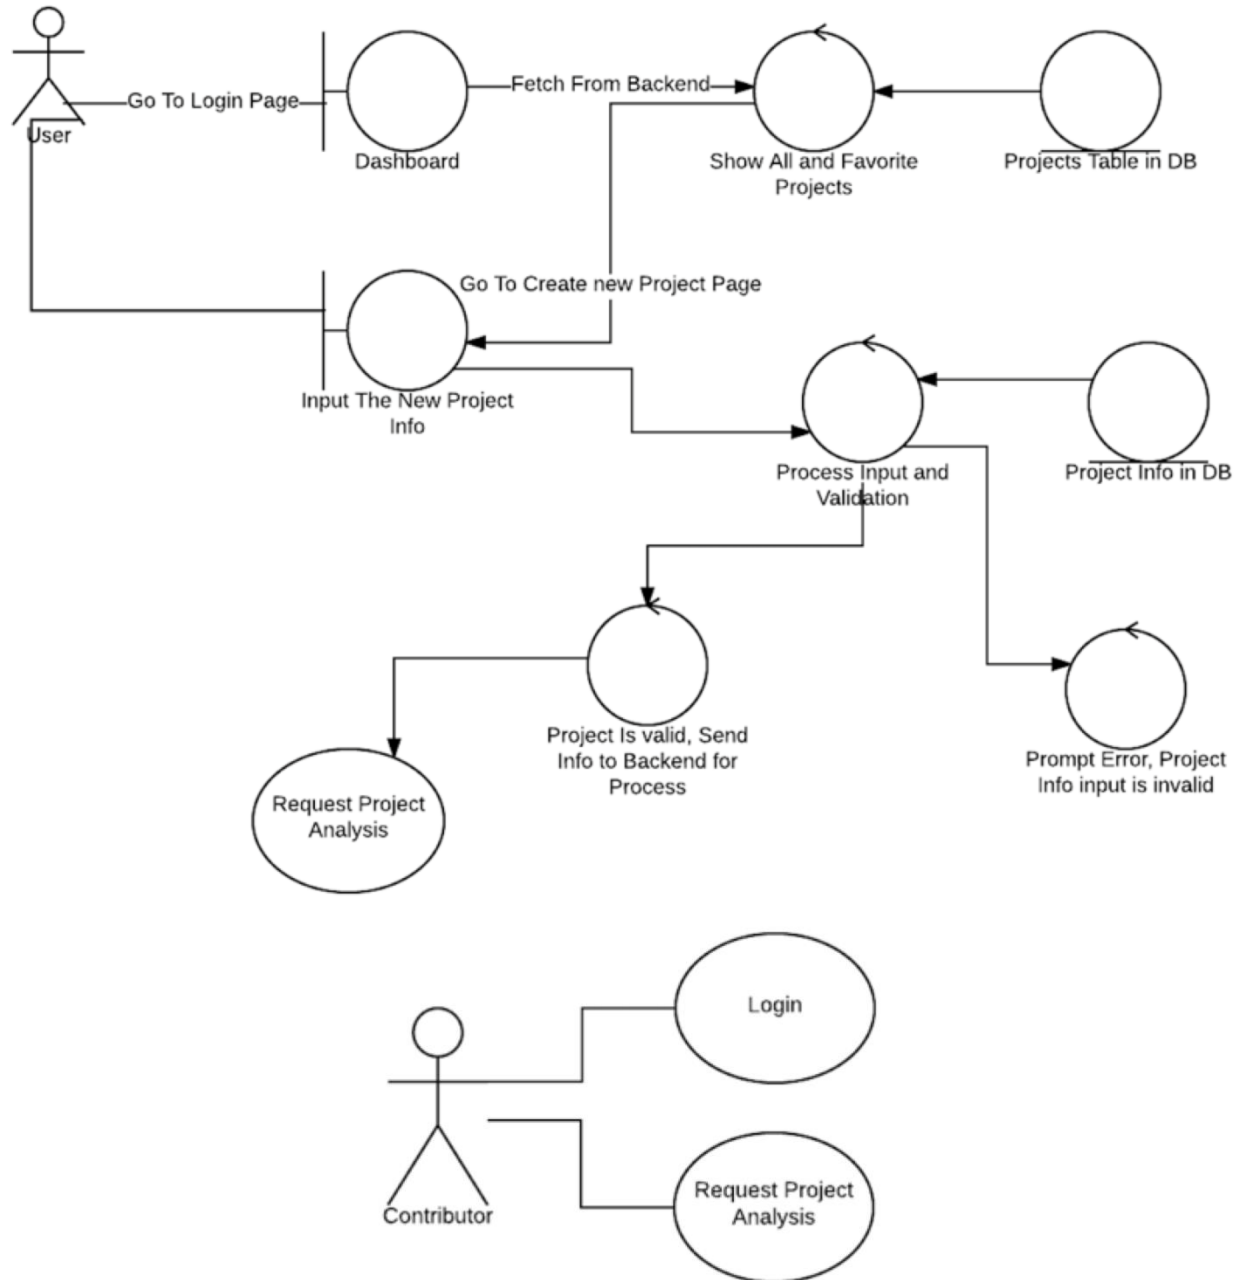 Go To Login Page
User
Dashboard
Fetch From Backend
Show All and Favorite
Projects
Projects Table in DB
Go To Create new Project Page
Input The New Project
Info
Process Input and
Validation
Project Info in DB
Project Is valid, Send
Info to Backend for
Process
Prompt Error, Project
Info input is invalid
Request Project
Analysis
Login
Contributor
Request Project
Analysis